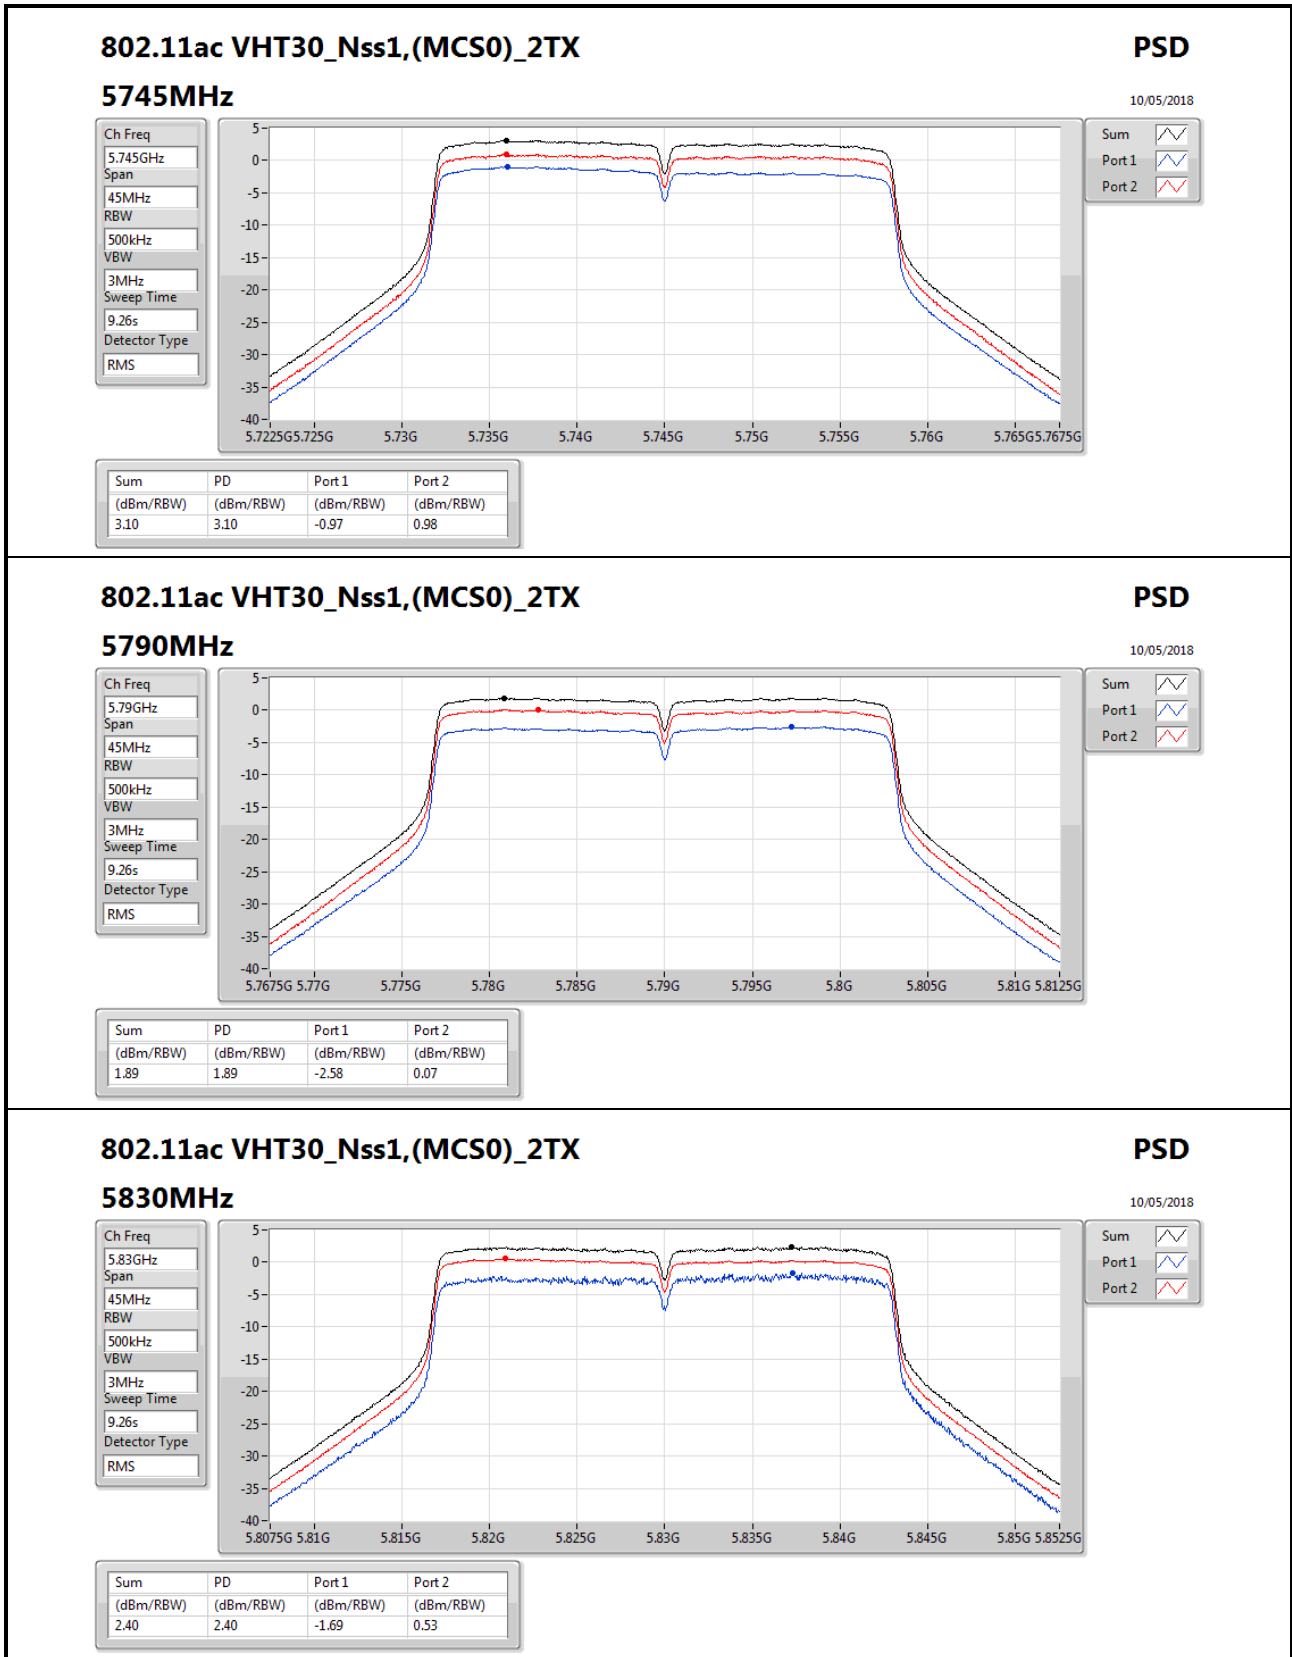 802.11ac VHT30_Nss1,(MCS0)_2TX PSD
5745MHz
10/05/2018
Ch Freq
5.745GHz
Span
45MHz
RBW
500kHz
VBW
3MHz
Sweep Time
9.26s
Detector Type
RMS
5
0
-5
-10
-15
-20
-25
-30
-35
-40
5.7225G 5.725G 5.73G 5.735G 5.74G 5.745G 5.75G 5.755G 5.76G 5.765G 5.7675G
Sum
Port 1
Port 2
Sum PD Port 1 Port 2
(dBm/RBW) (dBm/RBW) (dBm/RBW) (dBm/RBW)
3.10 3.10 -0.97 0.98
802.11ac VHT30_Nss1,(MCS0)_2TX PSD
5790MHz
10/05/2018
Ch Freq
5.79GHz
Span
45MHz
RBW
500kHz
VBW
3MHz
Sweep Time
9.26s
Detector Type
RMS
5
0
-5
-10
-15
-20
-25
-30
-35
-40
5.7675G 5.77G 5.775G 5.78G 5.785G 5.79G 5.795G 5.8G 5.805G 5.81G 5.8125G
Sum
Port 1
Port 2
Sum PD Port 1 Port 2
(dBm/RBW) (dBm/RBW) (dBm/RBW) (dBm/RBW)
1.89 1.89 -2.58 0.07
802.11ac VHT30_Nss1,(MCS0)_2TX PSD
5830MHz
10/05/2018
Ch Freq
5.83GHz
Span
45MHz
RBW
500kHz
VBW
3MHz
Sweep Time
9.26s
Detector Type
RMS
5
0
-5
-10
-15
-20
-25
-30
-35
-40
5.8075G 5.81G 5.815G 5.82G 5.825G 5.83G 5.835G 5.84G 5.845G 5.85G 5.8525G
Sum
Port 1
Port 2
Sum PD Port 1 Port 2
(dBm/RBW) (dBm/RBW) (dBm/RBW) (dBm/RBW)
2.40 2.40 -1.69 0.53